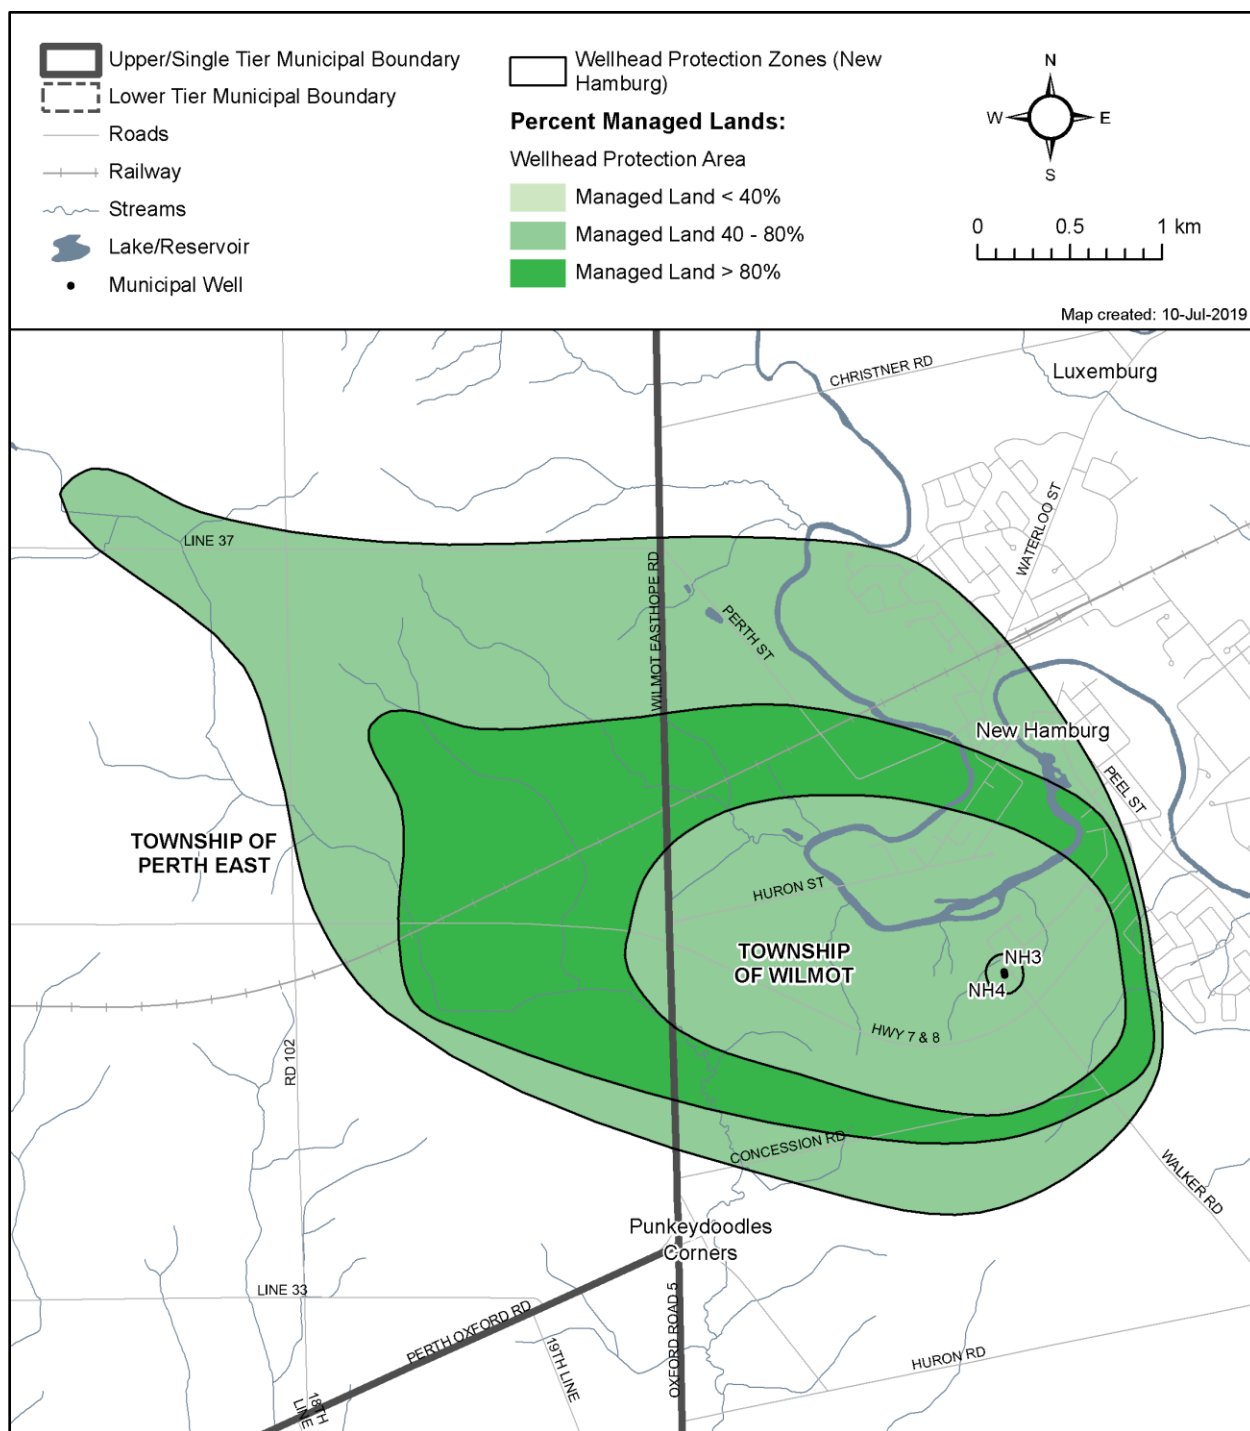 Upper/Single Tier Municipal Boundary
Lower Tier Municipal Boundary
Roads
Railway
Streams
Lake/Reservoir
Municipal Well
Wellhead Protection Zones (New
Hamburg)
Percent Managed Lands:
Wellhead Protection Area
Managed Land < 40%
Managed Land 40 - 80%
Managed Land > 80%
N
W E
S
0 0.5 1 km
Map created: 10-Jul-2019
CHRISTNER RD
Luxemburg
WATERLOO ST
LINE 37
WILMOT EASTHOPE RD
PERTH ST
New Hamburg
PEEL ST
TOWNSHIP OF
PERTH EAST
HURON ST
TOWNSHIP
OF WILMOT
NH3
NH4
HWY 7 & 8
RD 102
CONCESSION RD
WALKER RD
Punkeydoodles
Corners
LINE 33
PERTH OXFORD RD
OXFORD ROAD 5
19TH LINE
HURON RD
18TH
LINE